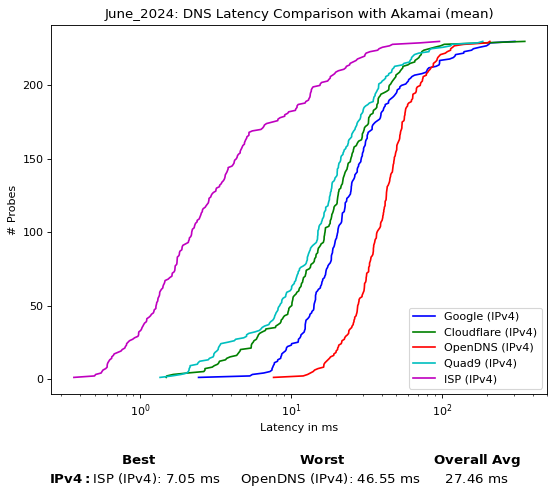 June_2024: DNS Latency Comparison with Akamai (mean)
200
150
100
50
0
# Probes
Google (IPv4)
Cloudflare (IPv4)
OpenDNS (IPv4)
Quad9 (IPv4)
ISP (IPv4)
10⁰ 10¹ 10²
Latency in ms
Best Worst Overall Avg
IPv4: ISP (IPv4): 7.05 ms OpenDNS (IPv4): 46.55 ms 27.46 ms